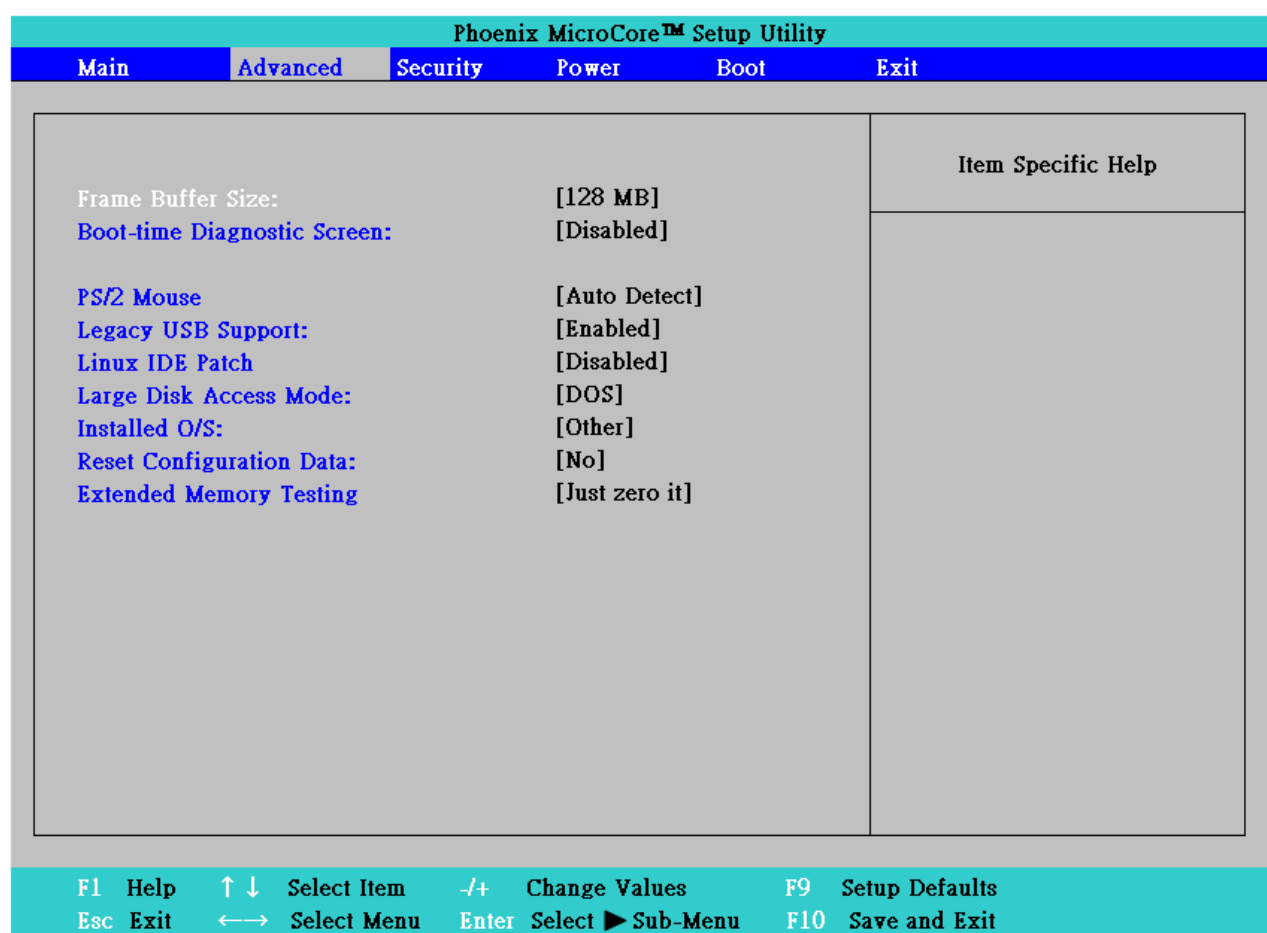 Phoenix MicroCore™ Setup Utility
Main Advanced Security Power Boot Exit
Item Specific Help
Frame Buffer Size: [128 MB]
Boot-time Diagnostic Screen: [Disabled]
PS/2 Mouse [Auto Detect]
Legacy USB Support: [Enabled]
Linux IDE Patch [Disabled]
Large Disk Access Mode: [DOS]
Installed O/S: [Other]
Reset Configuration Data: [No]
Extended Memory Testing [Just zero it]
F1 Help ↑↓ Select Item -/+ Change Values F9 Setup Defaults
Esc Exit ←→ Select Menu Enter Select ▶ Sub-Menu F10 Save and Exit